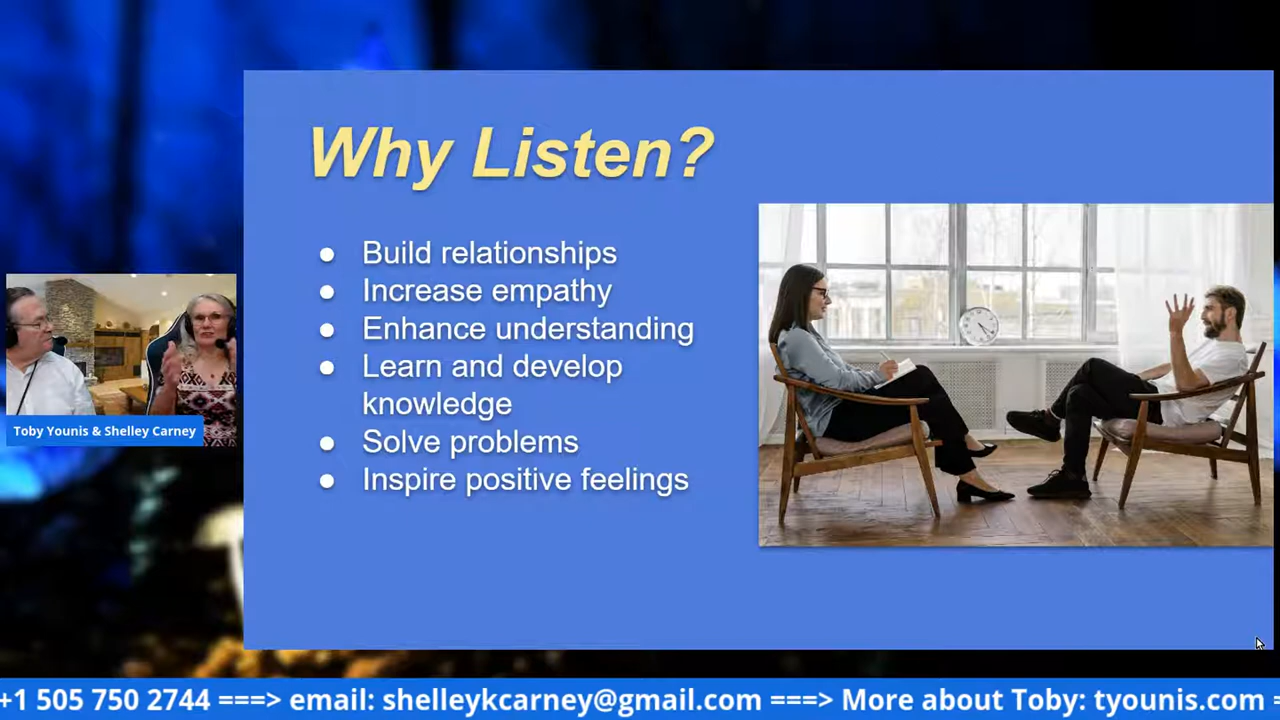 Why Listen?
● Build relationships
● Increase empathy
● Enhance understanding
● Learn and develop
knowledge
● Solve problems
● Inspire positive feelings
Toby Younis & Shelley Carney
+1 505 750 2744 ===> email: shelleykcarney@gmail.com ===> More about Toby: tyounis.com =